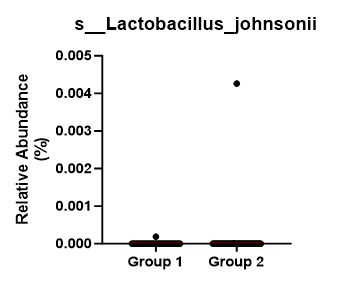 s__Lactobacillus_johnsonii
Relative Abundance
(%)
0.005
0.004
0.003
0.002
0.001
0.000
Group 1
Group 2